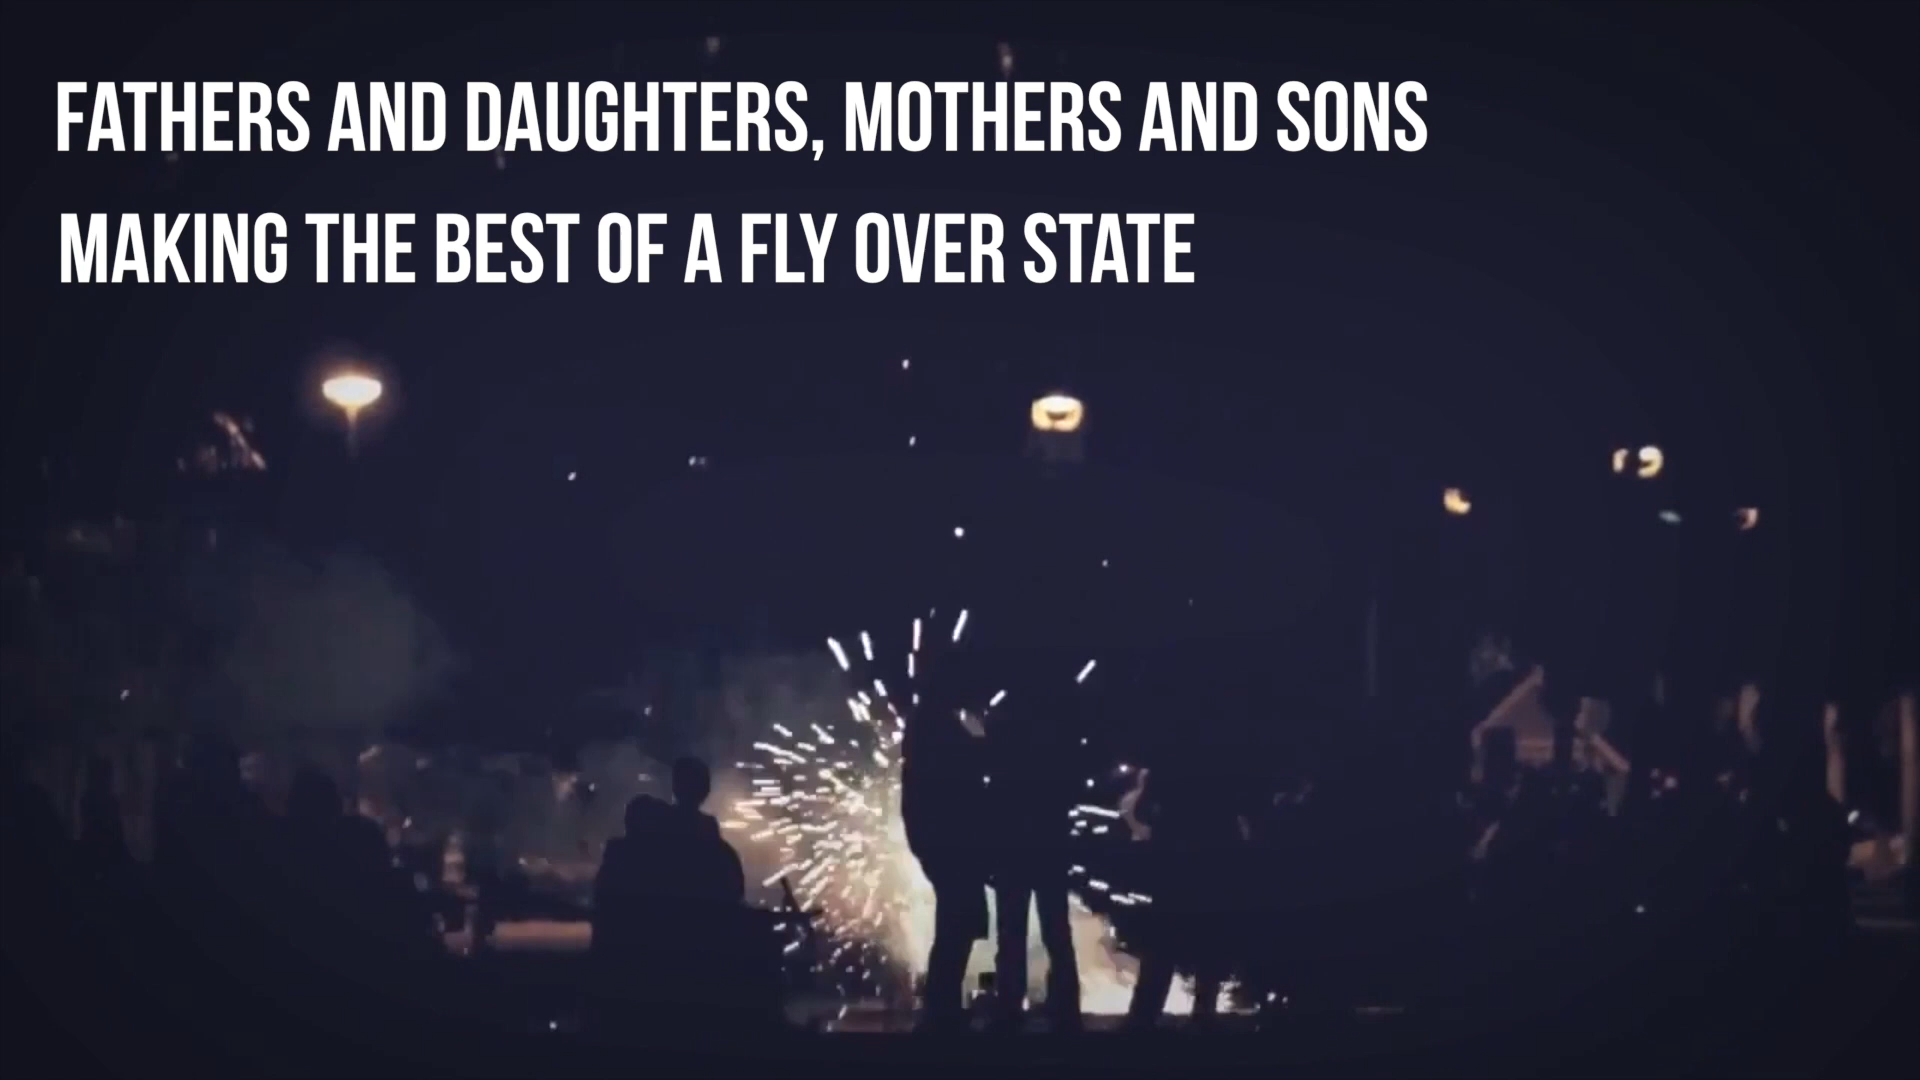 FATHERS AND DAUGHTERS, MOTHERS AND SONS
MAKING THE BEST OF A FLY OVER STATE